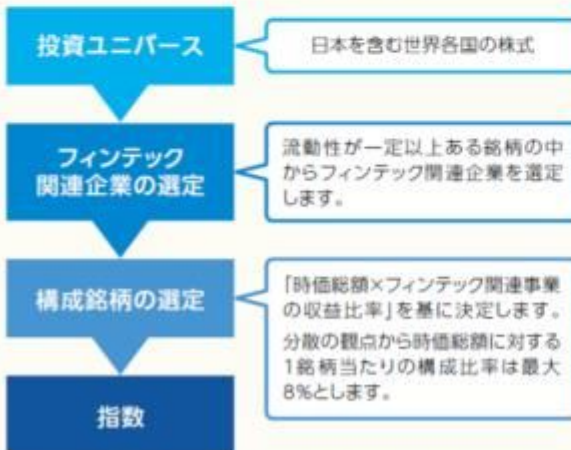 投資ユニバース
日本を含む世界各国の株式
フィンテック
関連企業の選定
流動性が一定以上ある銘柄の中
からフィンテック関連企業を選定
します。
構成銘柄の選定
「時価総額×フィンテック関連事業
の収益比率」を基に決定します。
分散の観点から時価総額に対する
1銘柄当たりの構成比率は最大
8%とします。
指数